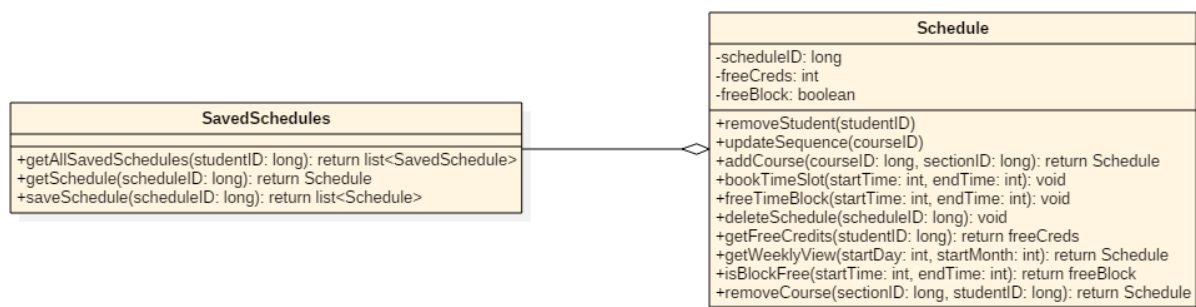 SavedSchedules
+getAllSavedSchedules(studentID: long): return list<SavedSchedule>
+getSchedule(scheduleID: long): return Schedule
+saveSchedule(scheduleID: long): return list<Schedule>
Schedule
-scheduleID: long
-freeCreds: int
-freeBlock: boolean
+removeStudent(studentID)
+updateSequence(courseID)
+addCourse(courseID: long, sectionID: long): return Schedule
+bookTimeSlot(startTime: int, endTime: int): void
+freeTimeBlock(startTime: int, endTime: int): void
+deleteSchedule(scheduleID: long): void
+getFreeCredits(studentID: long): return freeCreds
+getWeeklyView(startDay: int, startMonth: int): return Schedule
+isBlockFree(startTime: int, endTime: int): return freeBlock
+removeCourse(sectionID: long, studentID: long): return Schedule